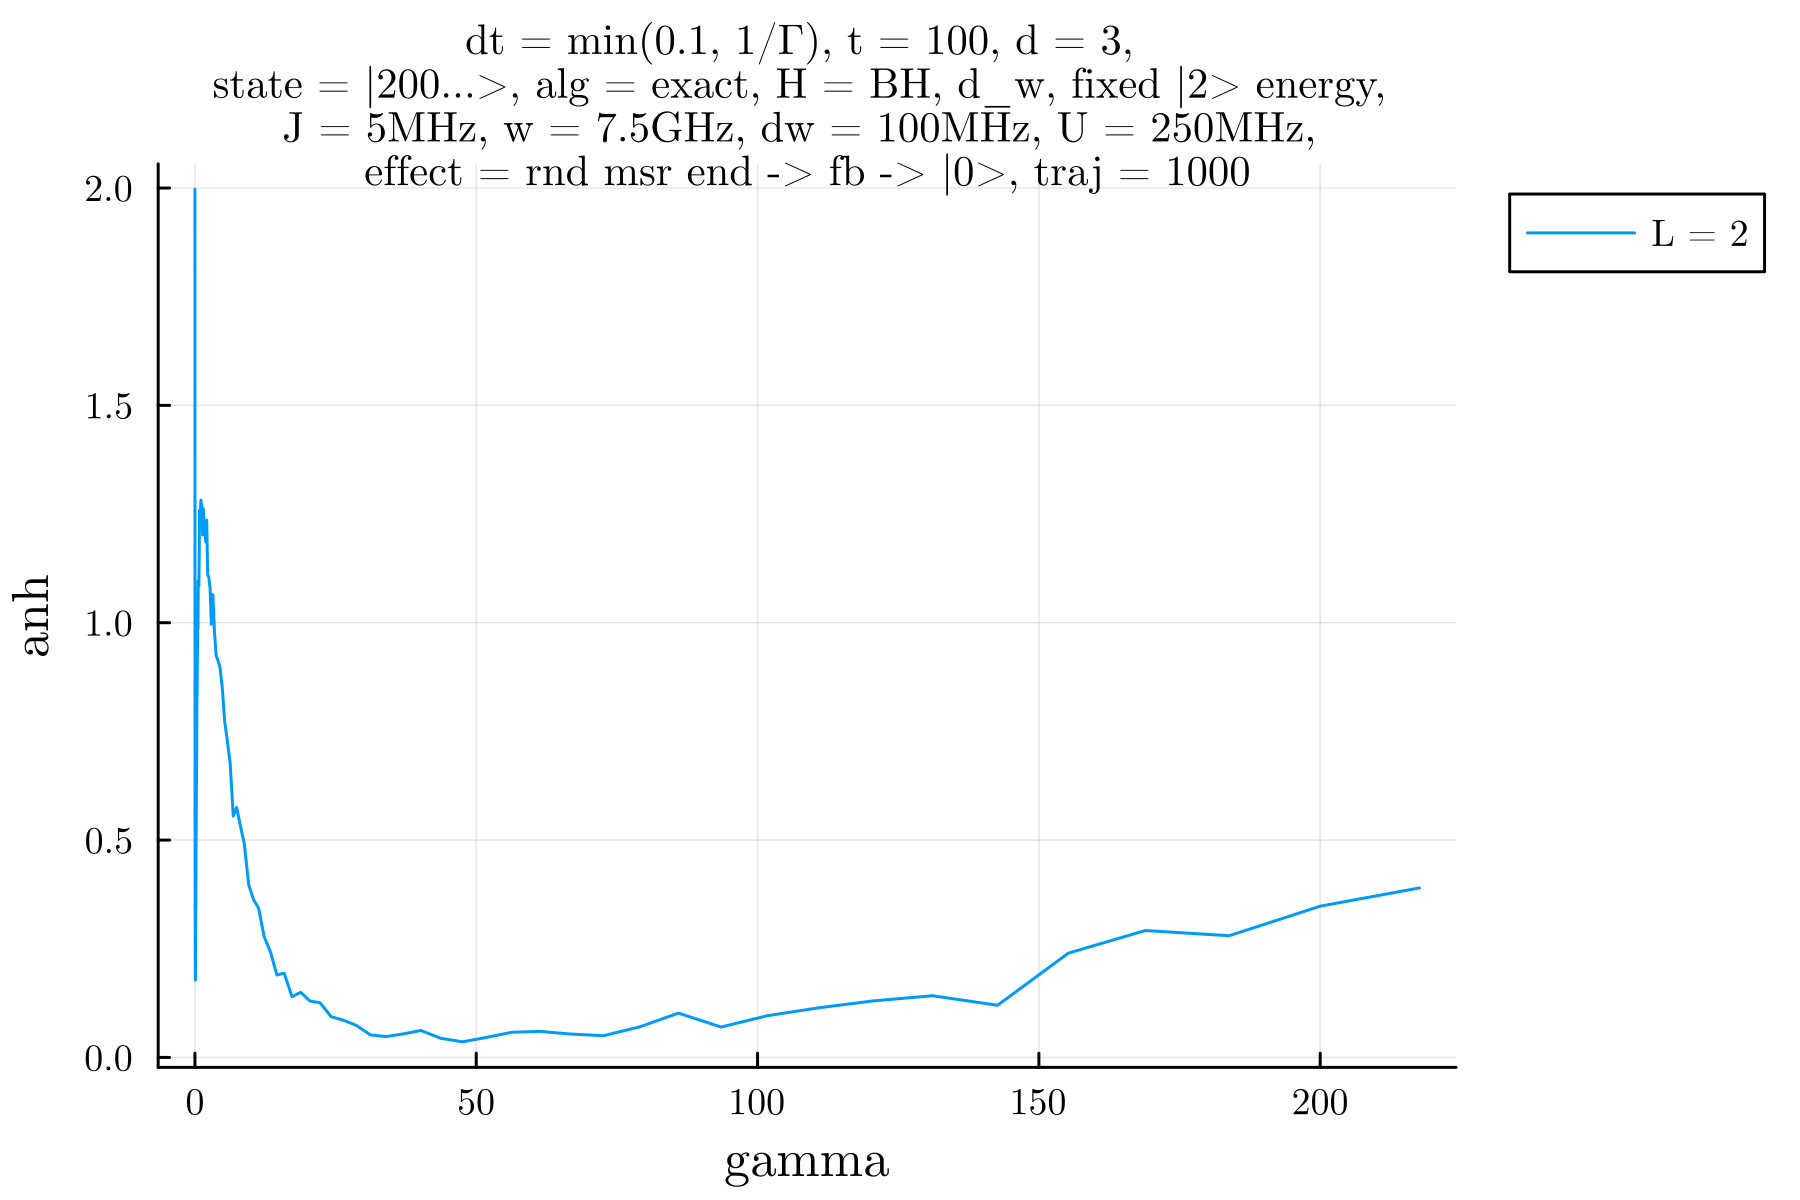 dt = min(0.1, 1/Γ), t = 100, d = 3,
state = |200...>, alg = exact, H = BH, d_w, fixed |2> energy,
J = 5MHz, w = 7.5GHz, dw = 100MHz, U = 250MHz,
effect = rnd msr end -> fb -> |0>, traj = 1000
L = 2
2.0
1.5
1.0
0.5
0.0
anh
0 50 100 150 200
gamma